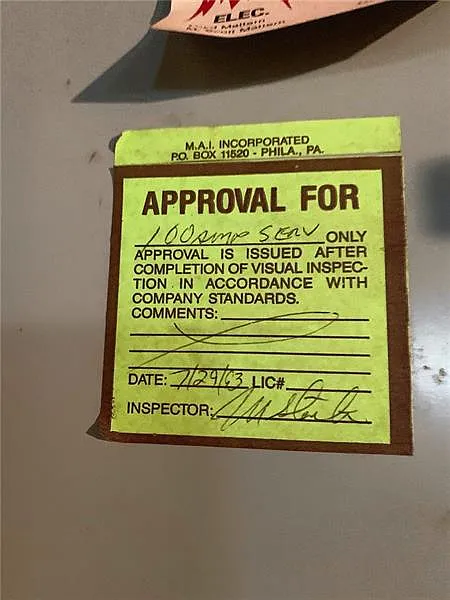 ELEC.
M.A.I. INCORPORATED
P.O. BOX 11520 - PHILA., PA.
APPROVAL FOR
100amp SERV ONLY
APPROVAL IS ISSUED AFTER
COMPLETION OF VISUAL INSPEC-
TION IN ACCORDANCE WITH
COMPANY STANDARDS.
COMMENTS:
DATE: 7/29/63 LIC#
INSPECTOR: